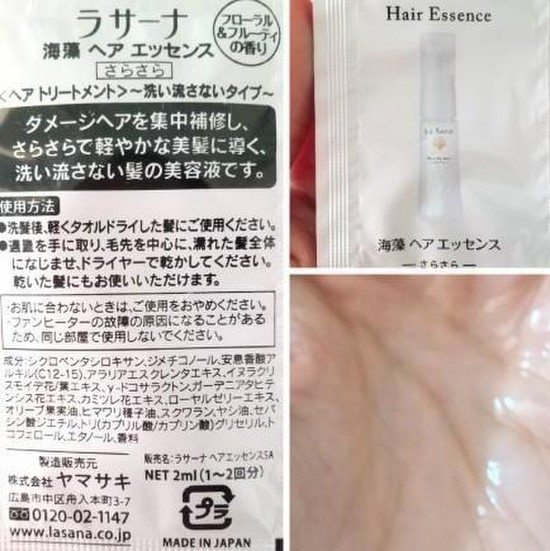 ラサーナ
海藻 ヘア エッセンス
さらさら
フローラル
&フルーティ
の香り
<ヘア トリートメント>〜洗い流さないタイプ〜
ダメージヘアを集中補修し、
さらさらで軽やかな美髪に導く、
洗い流さない髪の美容液です。
使用方法
●洗髪後、軽くタオルドライした髪にご使用ください。
●適量を手に取り、毛先を中心に、濡れた髪全体
になじませ、ドライヤーで乾かしてください。
乾いた髪にもお使いいただけます。
・お肌に合わないときは、ご使用をおやめください。
・ファンヒーターの故障の原因になることがある
ため、同じ部屋で使用しないでください。
成分:シクロペンタシロキサン、ジメチコノール、安息香酸ア
ルキル(C12-15)、アラリアエスクレンタエキス、イヌラクリ
スモイデ花/葉エキス、γ-ドコサラクトン、ガーデニアタヒテ
ンシス花エキス、カミツレ花エキス、ローヤルゼリーエキス、
オリーブ果実油、ヒマワリ種子油、スクワラン、ヤシ油、セバ
シン酸ジエチル、トリ(カプリル酸/カプリン酸)グリセリル、ト
コフェロール、エタノール、香料
製造販売元
株式会社 ヤマサキ
広島市中区舟入本町3-7
0120-02-1147
www.lasana.co.jp
販売名:ラサーナ ヘアエッセンスSA
NET 2ml(1〜2回分)
プラ
MADE IN JAPAN
Hair Essence
La Sana
海藻 ヘア エッセンス
― さらさら ―